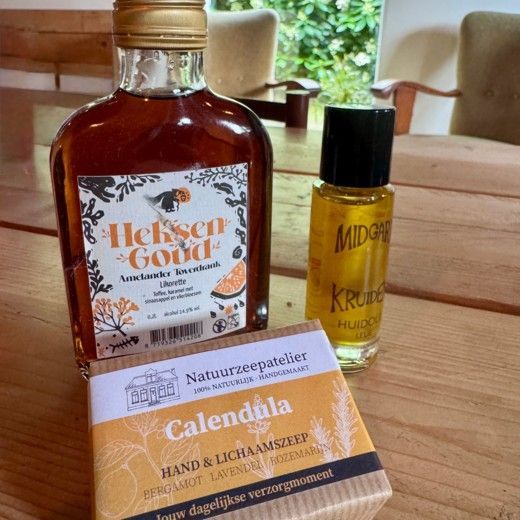 Heksen
Goud
Amelander Toverdrank
Likorette
Toffee, karamel met
sinaasappel en vlierbloesem
0,2L alcohol 14.9% vol.
MIDGAR
KRUIDE
HUIDOL
Natuurzeepatelier
100% NATUURLIJK · HANDGEMAAKT
Calendula
HAND & LICHAAMSZEEP
BERGAMOT LAVENDEL ROZEMARIJN
Jouw dagelijkse verzorgmoment